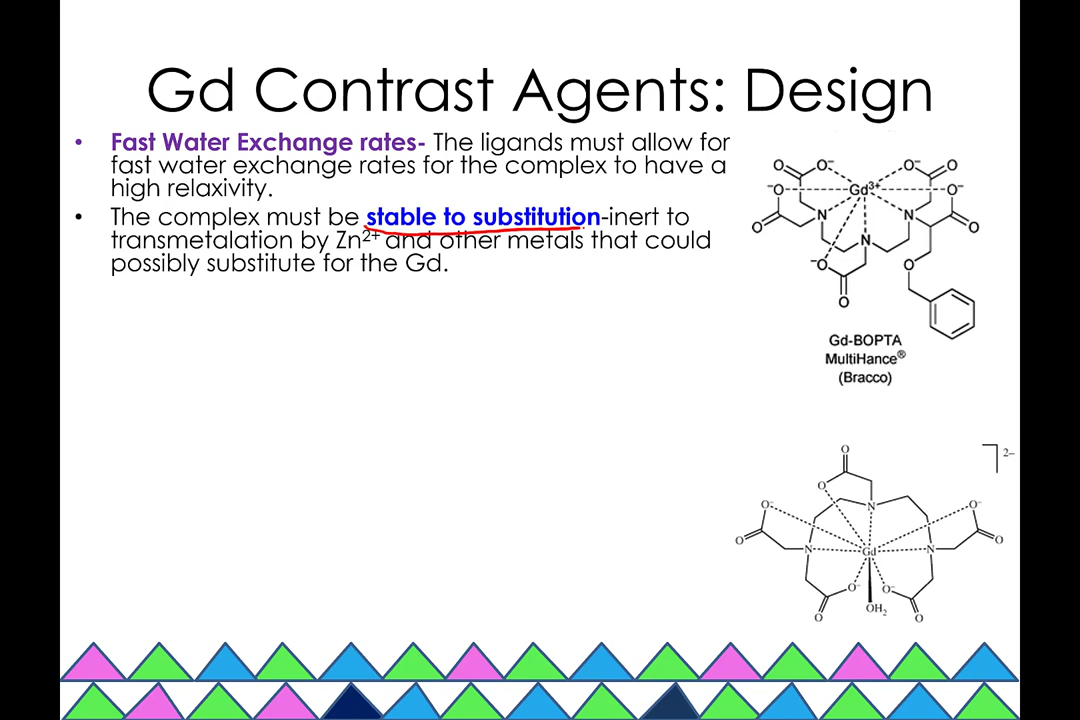 Gd Contrast Agents: Design
• Fast Water Exchange rates- The ligands must allow for
fast water exchange rates for the complex to have a
high relaxivity.
• The complex must be stable to substitution-inert to
transmetalation by Zn²⁺ and other metals that could
possibly substitute for the Gd.
O O⁻ O⁻ O
⁻O Gd³⁺ O⁻
O N N O
N
⁻O O
O
Gd-BOPTA
MultiHance®
(Bracco)
O
2–
O N
O⁻ O⁻
O O
N Gd N
O⁻ O⁻
O OH₂ O